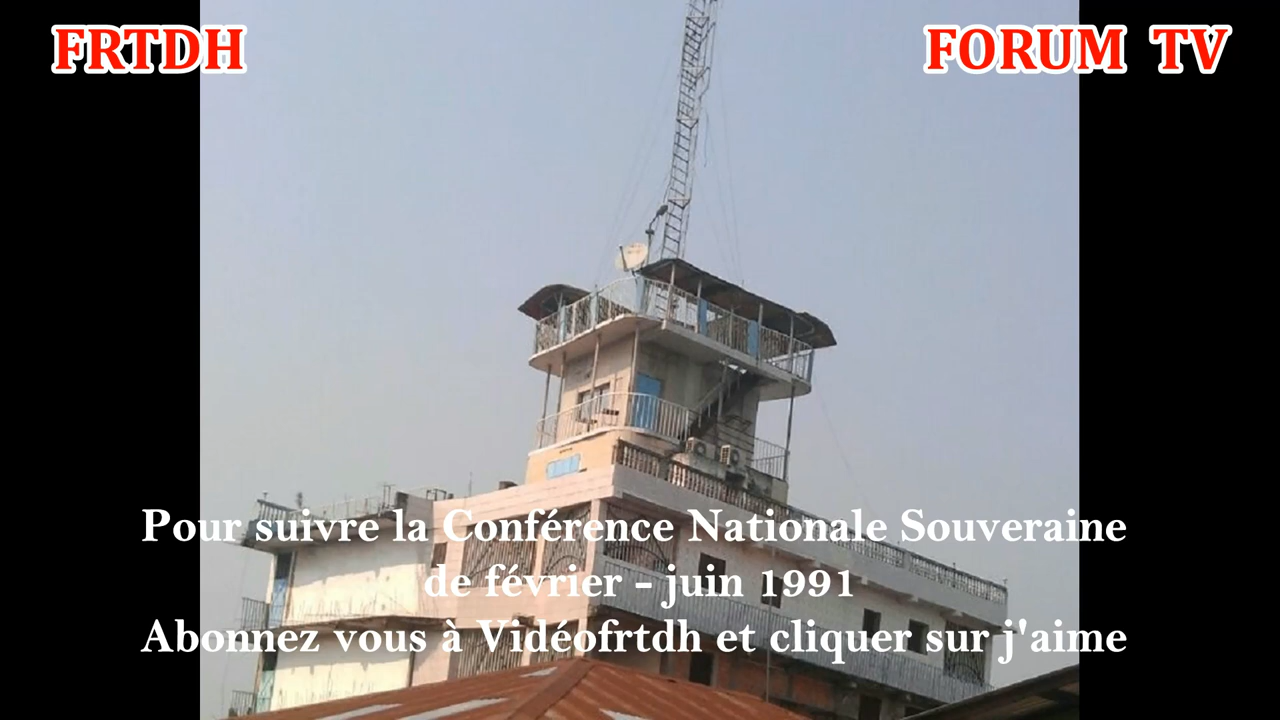 FRTDH
FORUM TV
Pour suivre la Conférence Nationale Souveraine
de février - juin 1991
Abonnez vous à Vidéofrtdh et cliquer sur j'aime